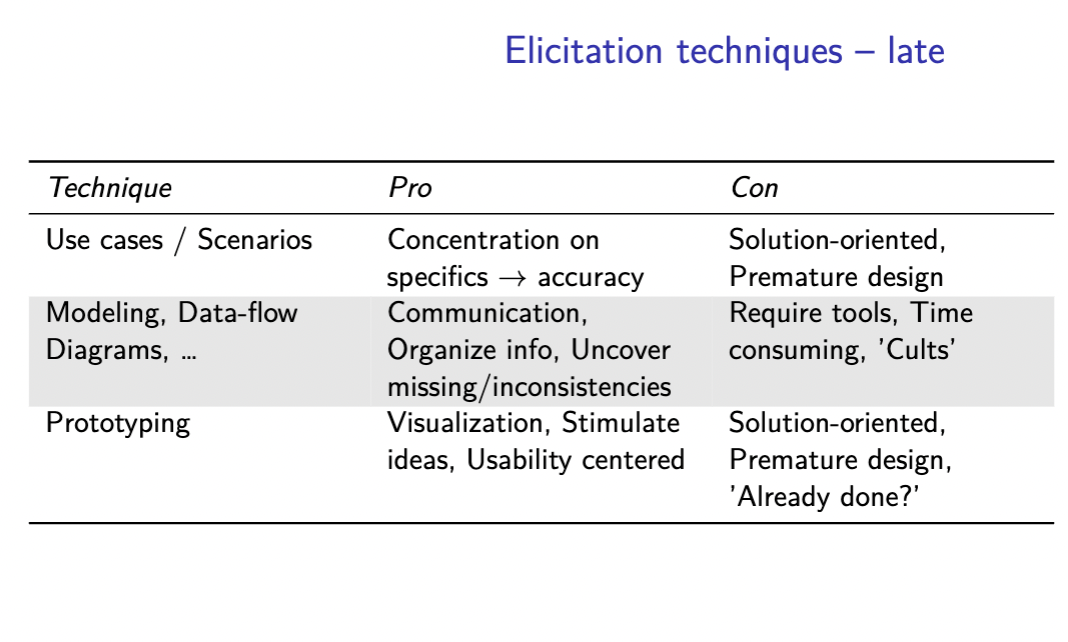 Elicitation techniques – late
Technique Pro Con
Use cases / Scenarios Concentration on Solution-oriented,
specifics → accuracy Premature design
Modeling, Data-flow Communication, Require tools, Time
Diagrams, … Organize info, Uncover consuming, 'Cults'
missing/inconsistencies
Prototyping Visualization, Stimulate Solution-oriented,
ideas, Usability centered Premature design,
'Already done?'